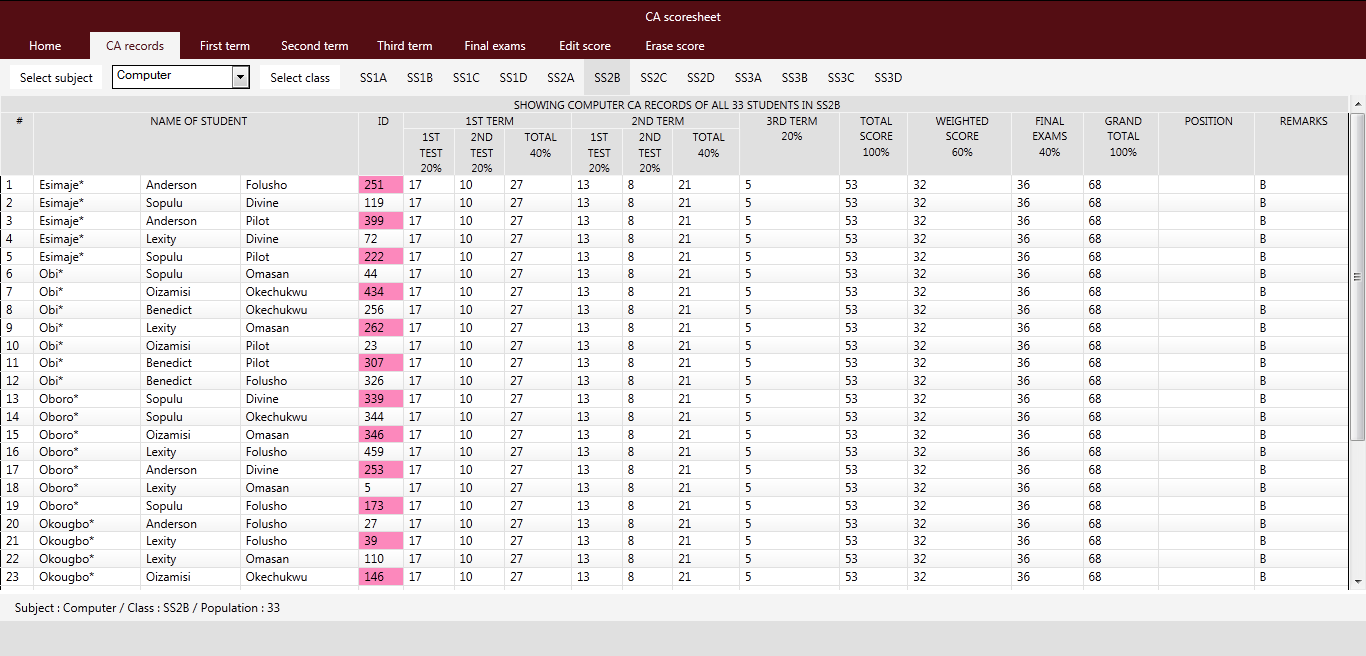 CA scoresheet
Home CA records First term Second term Third term Final exams Edit score Erase score
Select subject Computer Select class SS1A SS1B SS1C SS1D SS2A SS2B SS2C SS2D SS3A SS3B SS3C SS3D
SHOWING COMPUTER CA RECORDS OF ALL 33 STUDENTS IN SS2B
# NAME OF STUDENT ID 1ST TERM 2ND TERM 3RD TERM TOTAL WEIGHTED FINAL GRAND POSITION REMARKS
1ST 2ND TOTAL 1ST 2ND TOTAL 20% SCORE SCORE EXAMS TOTAL
TEST TEST 40% TEST TEST 40% 100% 60% 40% 100%
20% 20% 20% 20%
1 Esimaje* Anderson Folusho 251 17 10 27 13 8 21 5 53 32 36 68 B
2 Esimaje* Sopulu Divine 119 17 10 27 13 8 21 5 53 32 36 68 B
3 Esimaje* Anderson Pilot 399 17 10 27 13 8 21 5 53 32 36 68 B
4 Esimaje* Lexity Divine 72 17 10 27 13 8 21 5 53 32 36 68 B
5 Esimaje* Sopulu Pilot 222 17 10 27 13 8 21 5 53 32 36 68 B
6 Obi* Sopulu Omasan 44 17 10 27 13 8 21 5 53 32 36 68 B
7 Obi* Oizamisi Okechukwu 434 17 10 27 13 8 21 5 53 32 36 68 B
8 Obi* Benedict Okechukwu 256 17 10 27 13 8 21 5 53 32 36 68 B
9 Obi* Lexity Omasan 262 17 10 27 13 8 21 5 53 32 36 68 B
10 Obi* Oizamisi Pilot 23 17 10 27 13 8 21 5 53 32 36 68 B
11 Obi* Benedict Pilot 307 17 10 27 13 8 21 5 53 32 36 68 B
12 Obi* Benedict Folusho 326 17 10 27 13 8 21 5 53 32 36 68 B
13 Oboro* Sopulu Divine 339 17 10 27 13 8 21 5 53 32 36 68 B
14 Oboro* Sopulu Okechukwu 344 17 10 27 13 8 21 5 53 32 36 68 B
15 Oboro* Oizamisi Omasan 346 17 10 27 13 8 21 5 53 32 36 68 B
16 Oboro* Lexity Folusho 459 17 10 27 13 8 21 5 53 32 36 68 B
17 Oboro* Anderson Divine 253 17 10 27 13 8 21 5 53 32 36 68 B
18 Oboro* Lexity Omasan 5 17 10 27 13 8 21 5 53 32 36 68 B
19 Oboro* Sopulu Folusho 173 17 10 27 13 8 21 5 53 32 36 68 B
20 Okougbo* Anderson Folusho 27 17 10 27 13 8 21 5 53 32 36 68 B
21 Okougbo* Lexity Folusho 39 17 10 27 13 8 21 5 53 32 36 68 B
22 Okougbo* Lexity Omasan 110 17 10 27 13 8 21 5 53 32 36 68 B
23 Okougbo* Oizamisi Okechukwu 146 17 10 27 13 8 21 5 53 32 36 68 B
Subject : Computer / Class : SS2B / Population : 33